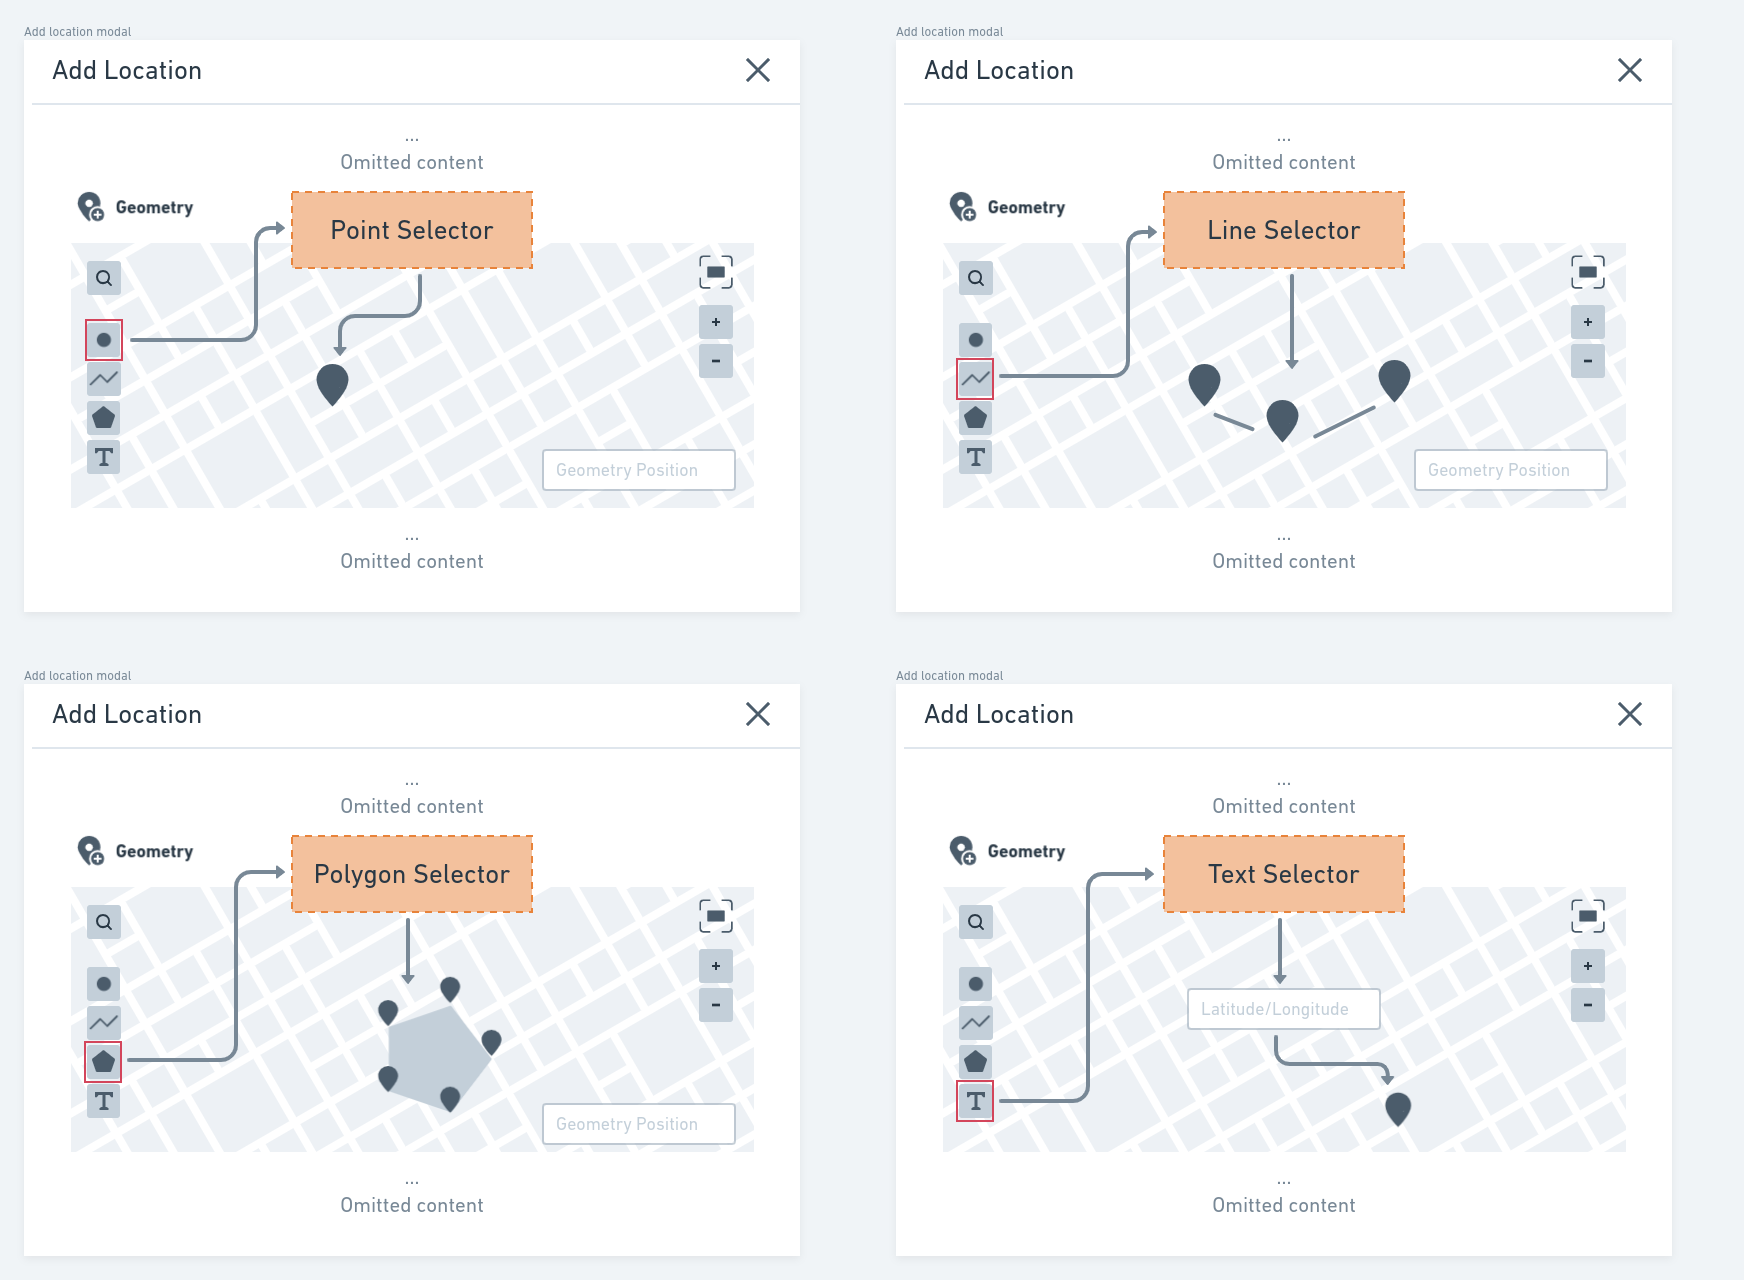 Add location modal
Add Location
...
Omitted content
Geometry
Point Selector
+
-
T
Geometry Position
...
Omitted content
Add location modal
Add Location
...
Omitted content
Geometry
Line Selector
+
-
T
Geometry Position
...
Omitted content
Add location modal
Add Location
...
Omitted content
Geometry
Polygon Selector
+
-
T
Geometry Position
...
Omitted content
Add location modal
Add Location
...
Omitted content
Geometry
Text Selector
+
-
Latitude/Longitude
T
...
Omitted content